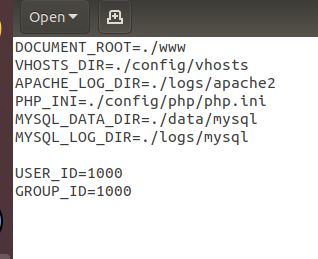 Open
DOCUMENT_ROOT=./www
VHOSTS_DIR=./config/vhosts
APACHE_LOG_DIR=./logs/apache2
PHP_INI=./config/php/php.ini
MYSQL_DATA_DIR=./data/mysql
MYSQL_LOG_DIR=./logs/mysql
USER_ID=1000
GROUP_ID=1000